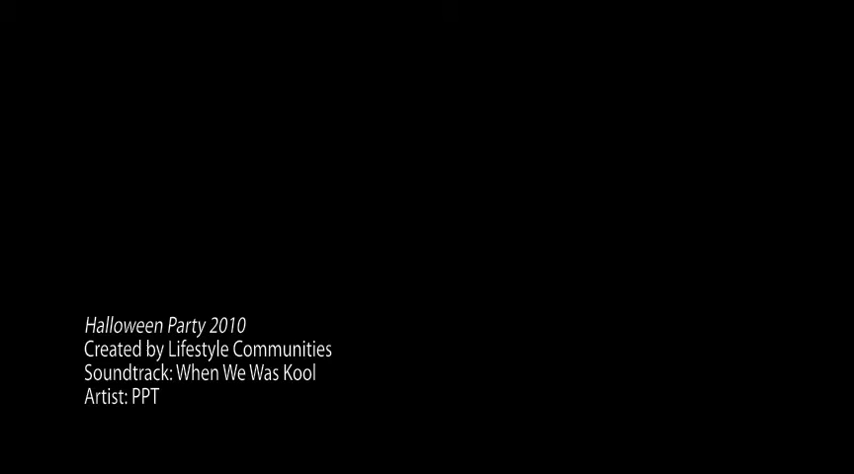 Halloween Party 2010
Created by Lifestyle Communities
Soundtrack: When We Was Kool
Artist: PPT